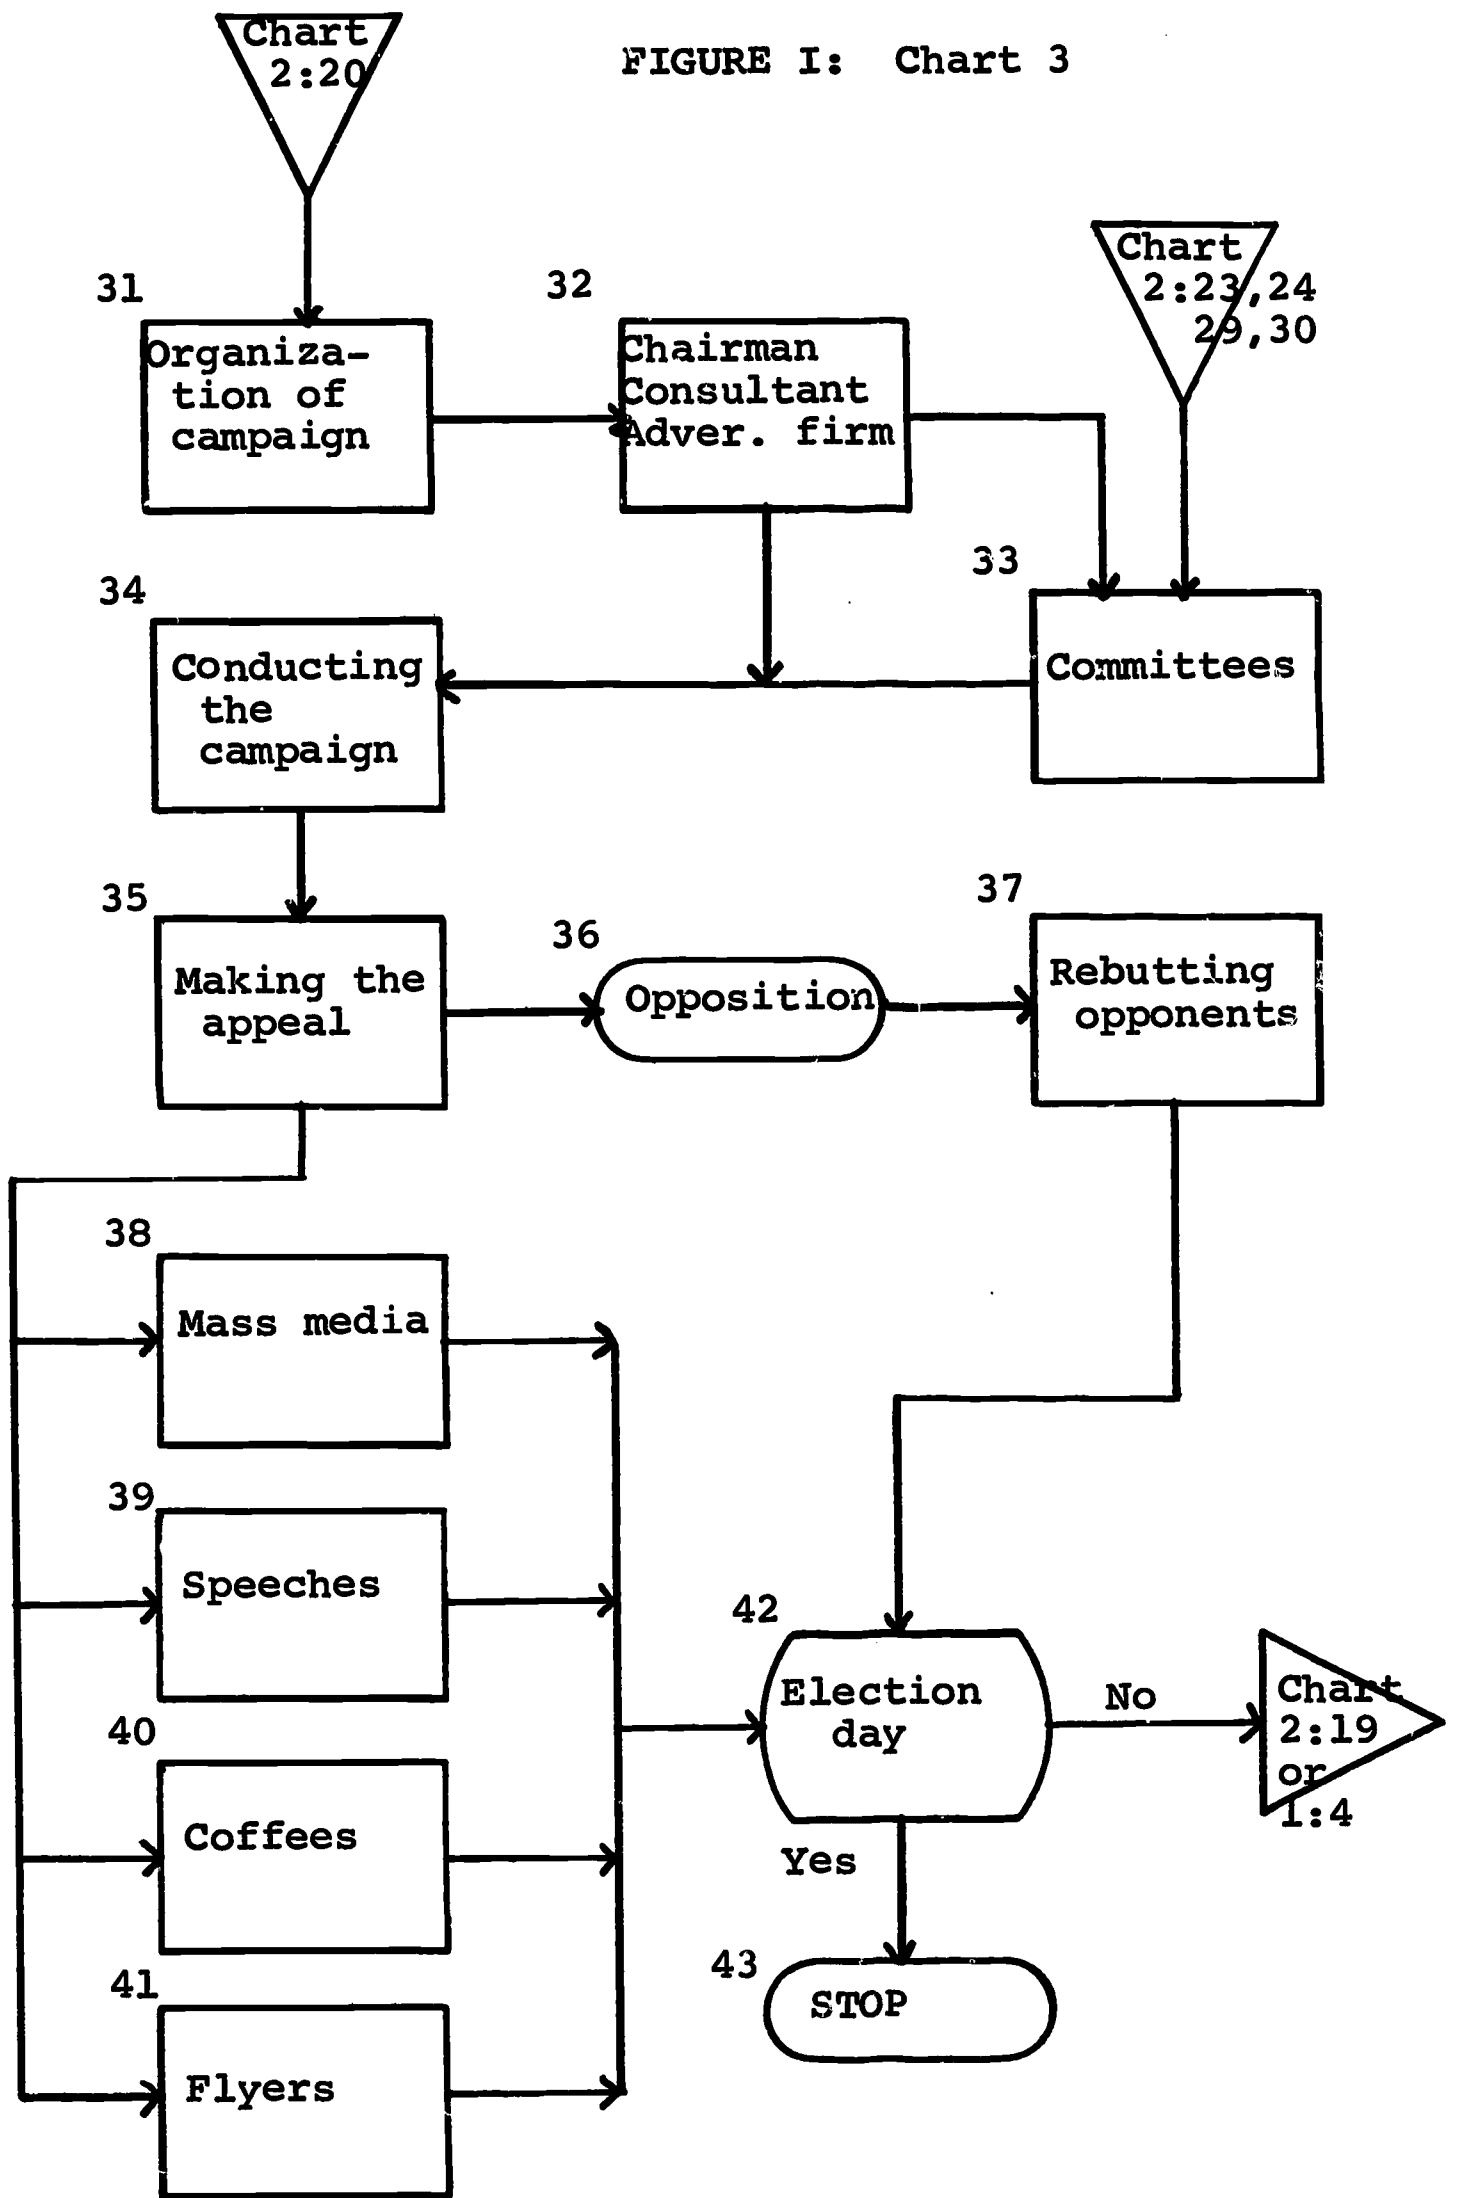 Chart
2:20
FIGURE I: Chart 3
Chart
2:23,24
29,30
31
Organiza-
tion of
campaign
32
Chairman
Consultant
Adver. firm
33
Committees
34
Conducting
the
campaign
35
Making the
appeal
36
Opposition
37
Rebutting
opponents
38
Mass media
39
Speeches
40
Coffees
41
Flyers
42
Election
day
No
Chart
2:19
or
1:4
Yes
43
STOP